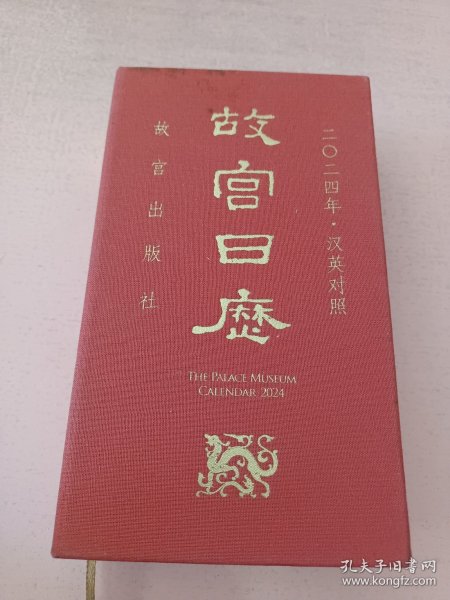 二〇二四年·汉英对照
故宫日历
故宫出版社
THE PALACE MUSEUM
CALENDAR 2024
孔夫子旧书网
www.kongfz.com